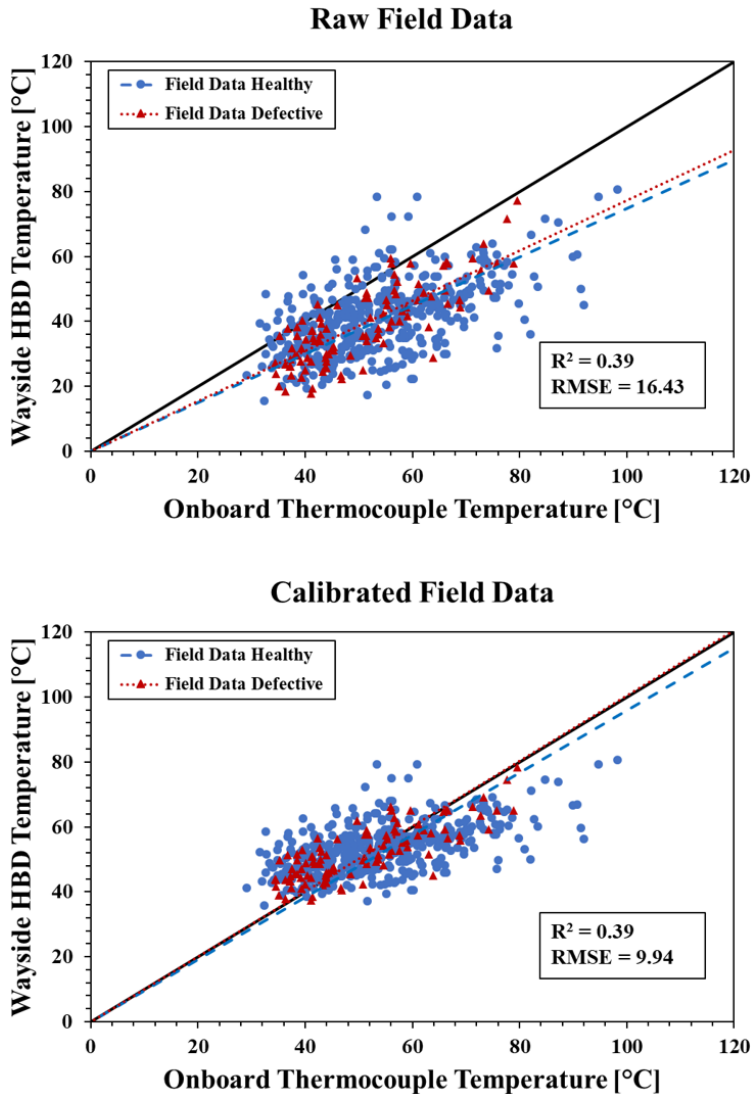 Raw Field Data
Wayside HBD Temperature [°C]
120
100
80
60
40
20
0
Field Data Healthy
Field Data Defective
R² = 0.39
RMSE = 16.43
0 20 40 60 80 100 120
Onboard Thermocouple Temperature [°C]
Calibrated Field Data
Wayside HBD Temperature [°C]
120
100
80
60
40
20
0
Field Data Healthy
Field Data Defective
R² = 0.39
RMSE = 9.94
0 20 40 60 80 100 120
Onboard Thermocouple Temperature [°C]